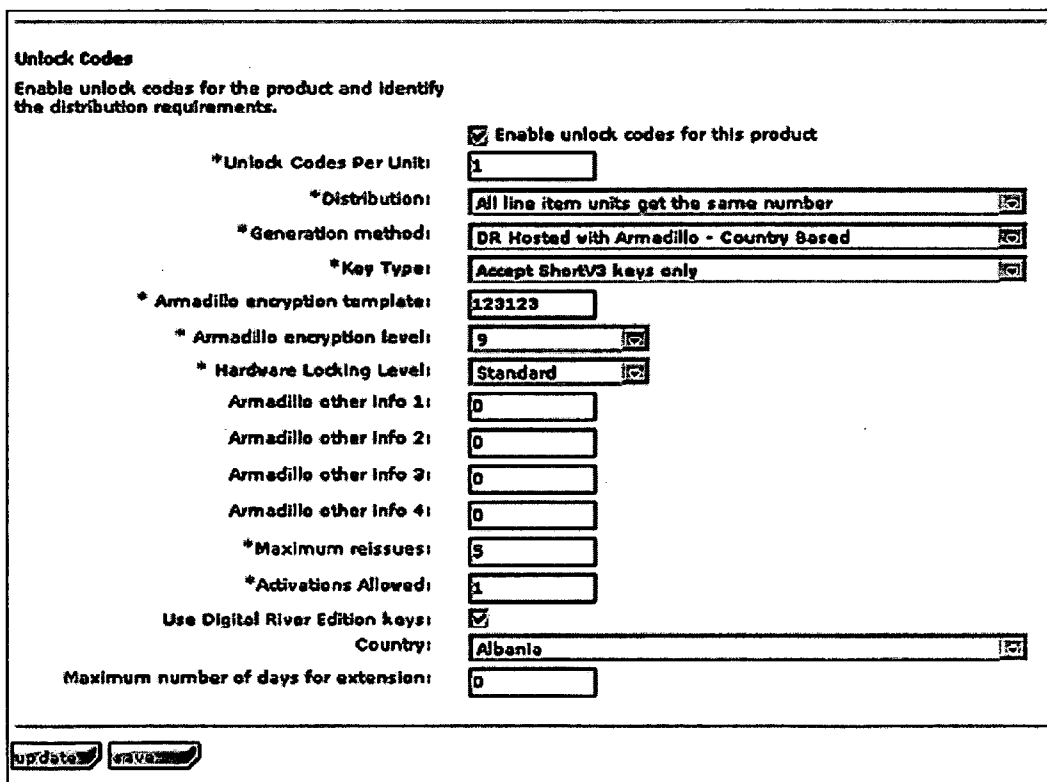 Unlock Codes
Enable unlock codes for the product and identify
the distribution requirements.
Enable unlock codes for this product
*Unlock Codes Per Unit: 1
*Distribution: All line item units get the same number
*Generation method: DR Hosted with Armadillo - Country Based
*Key Type: Accept ShortV3 keys only
* Armadillo encryption template: 123123
* Armadillo encryption level: 9
* Hardware Locking Level: Standard
Armadillo other info 1: 0
Armadillo other info 2: 0
Armadillo other info 3: 0
Armadillo other info 4: 0
*Maximum reissues: 5
*Activations Allowed: 1
Use Digital River Edition keys:
Country: Albania
Maximum number of days for extension: 0
update save